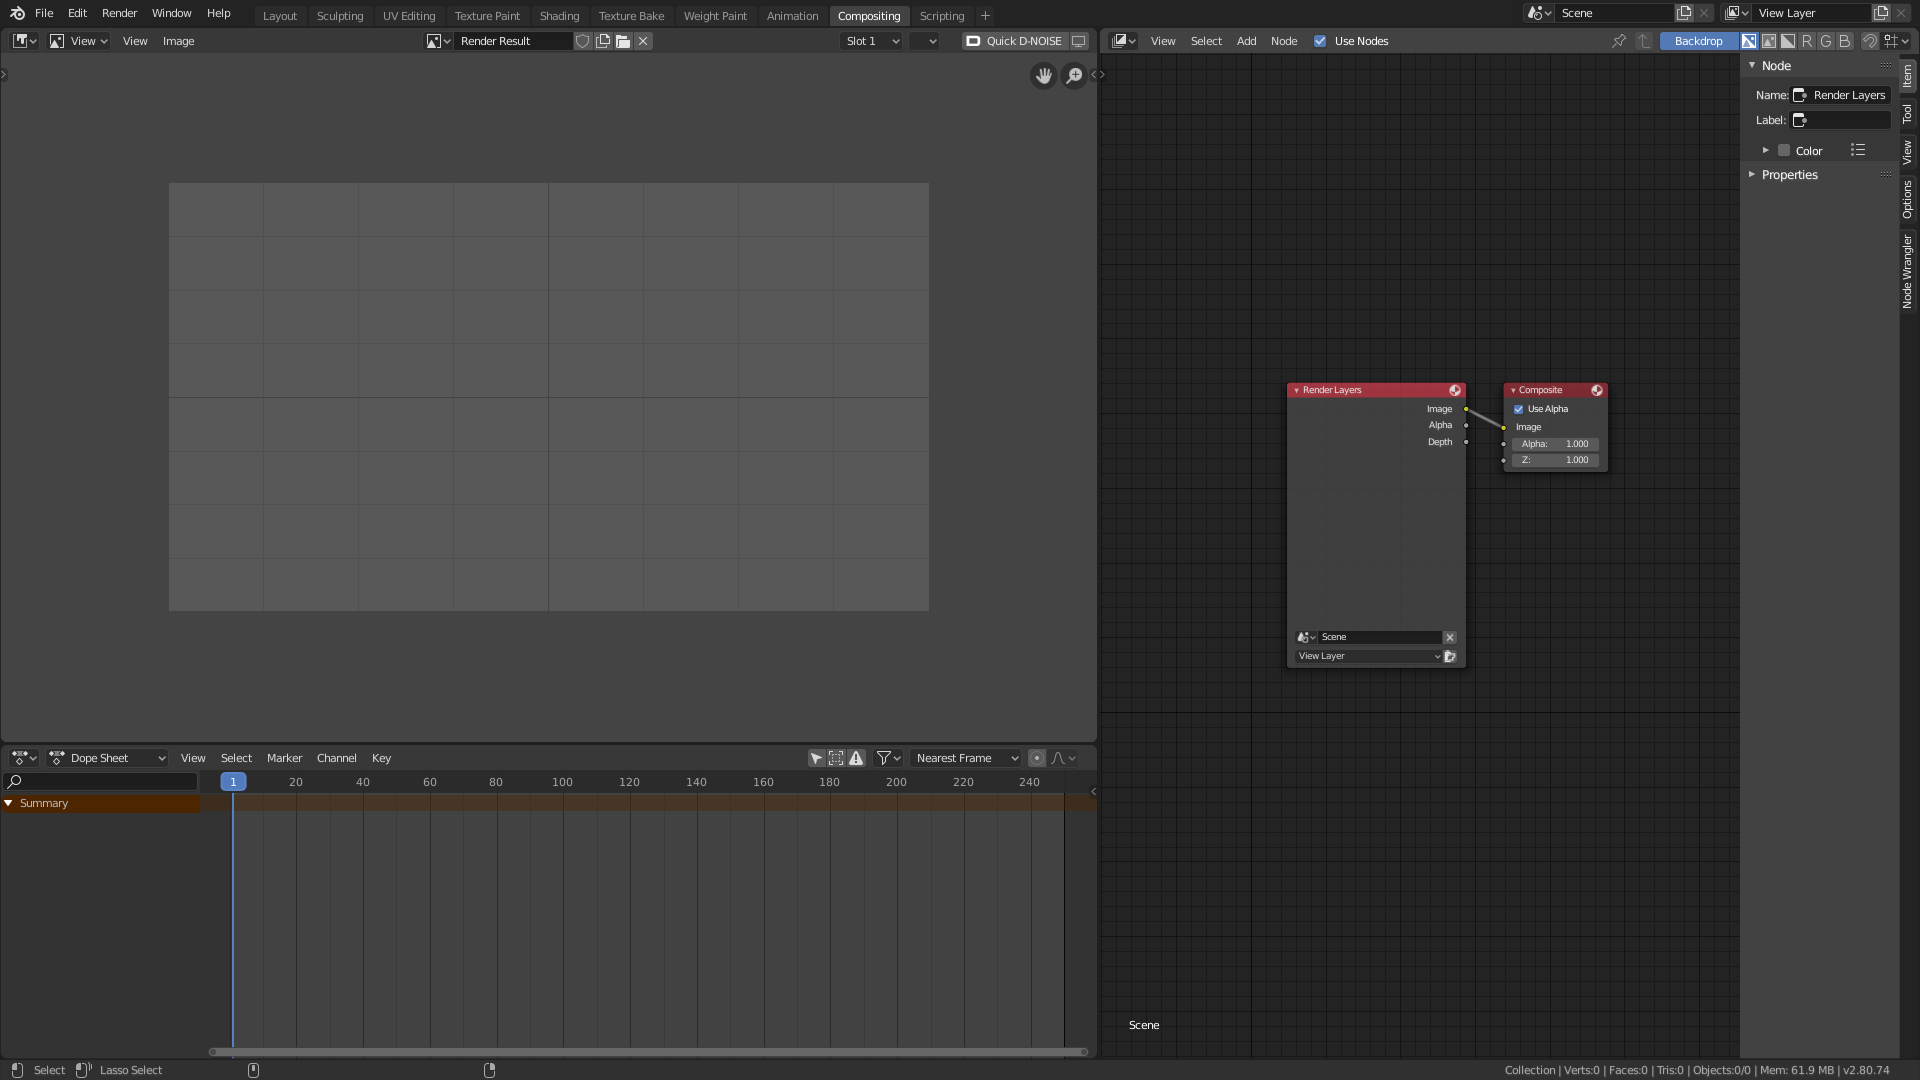 File Edit Render Window Help Layout Sculpting UV Editing Texture Paint Shading Texture Bake Weight Paint Animation Compositing Scripting + Scene View Layer
View View Image Render Result Slot 1 Quick D-NOISE View Select Add Node Use Nodes Backdrop R G B
Node
Name: Render Layers
Label:
Color
Properties
Item
Tool
View
Options
Node Wrangler
Render Layers
Image
Alpha
Depth
Scene
View Layer
Composite
Use Alpha
Image
Alpha: 1.000
Z: 1.000
Scene
Dope Sheet View Select Marker Channel Key Nearest Frame
1 20 40 60 80 100 120 140 160 180 200 220 240
Summary
Select Lasso Select Collection | Verts:0 | Faces:0 | Tris:0 | Objects:0/0 | Mem: 61.9 MB | v2.80.74